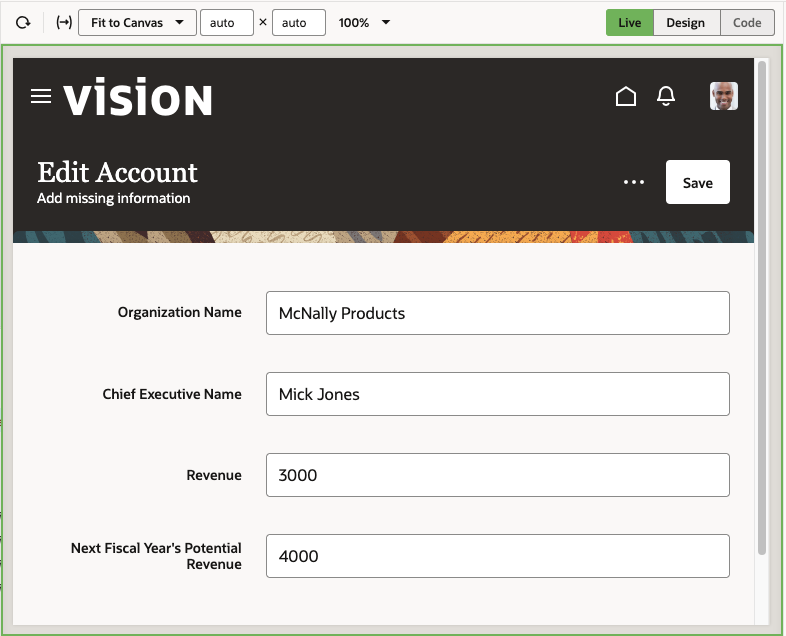 Fit to Canvas auto × auto 100% Live Design Code
VISION
Edit Account
Add missing information
... Save
Organization Name McNally Products
Chief Executive Name Mick Jones
Revenue 3000
Next Fiscal Year's Potential
Revenue
4000